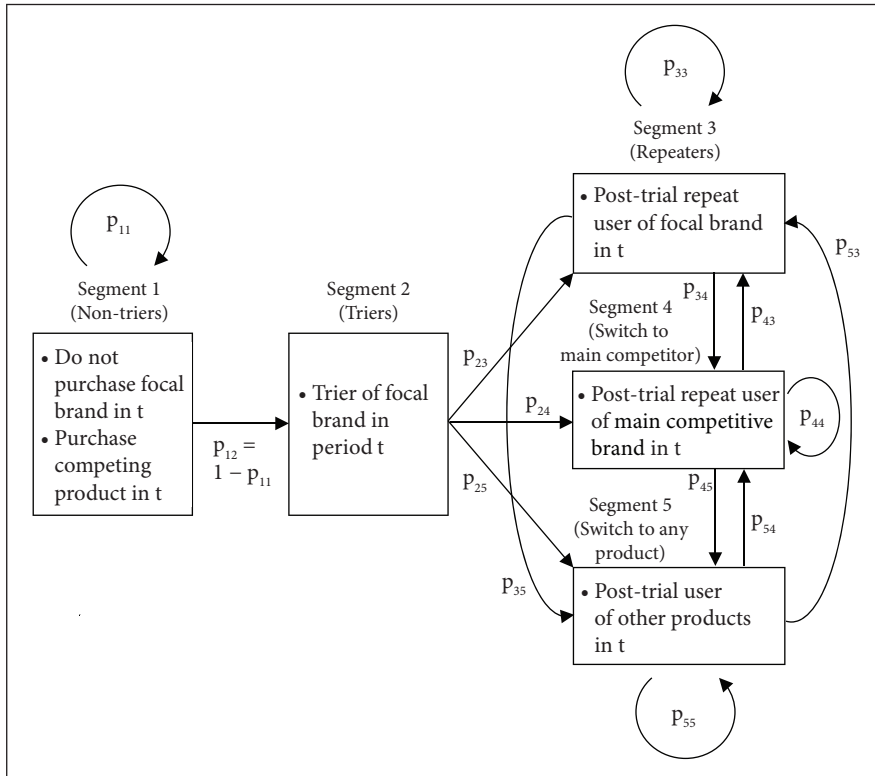 p₁₁
Segment 1
(Non-triers)
• Do not
purchase focal
brand in t
• Purchase
competing
product in t
p₁₂ =
1 – p₁₁
Segment 2
(Triers)
• Trier of focal
brand in
period t
p₂₃
p₂₄
p₂₅
p₃₃
Segment 3
(Repeaters)
• Post-trial repeat
user of focal brand
in t
p₃₄
p₄₃
p₅₃
Segment 4
(Switch to
main competitor)
• Post-trial repeat user
of main competitive
brand in t
p₄₄
p₄₅
p₅₄
Segment 5
(Switch to any
product)
p₃₅
• Post-trial user
of other products
in t
p₅₅